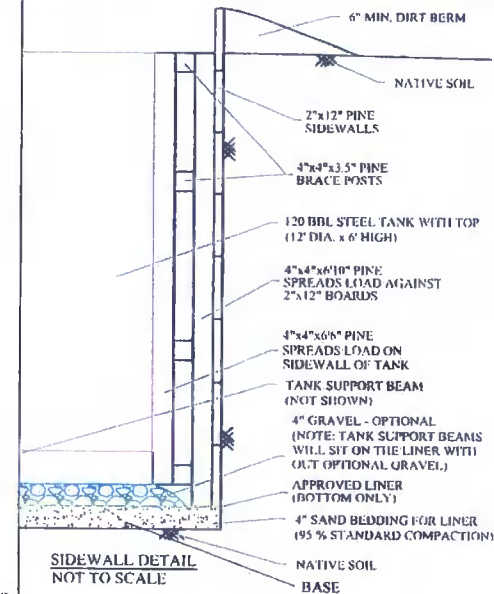 6" MIN. DIRT BERM
NATIVE SOIL
2"x12" PINE
SIDEWALLS
4"x4"x3.5" PINE
BRACE POSTS
120 BBL STEEL TANK WITH TOP
(12' DIA. x 6' HIGH)
4"x4"x6'10" PINE
SPREADS LOAD AGAINST
2"x12" BOARDS
4"x4"x6'6" PINE
SPREADS LOAD ON
SIDEWALL OF TANK
TANK SUPPORT BEAM
(NOT SHOWN)
4" GRAVEL - OPTIONAL
(NOTE: TANK SUPPORT BEAMS
WILL SIT ON THE LINER WITH
OUT OPTIONAL GRAVEL)
APPROVED LINER
(BOTTOM ONLY)
4" SAND BEDDING FOR LINER
(95 % STANDARD COMPACTION)
NATIVE SOIL
BASE
SIDEWALL DETAIL
NOT TO SCALE